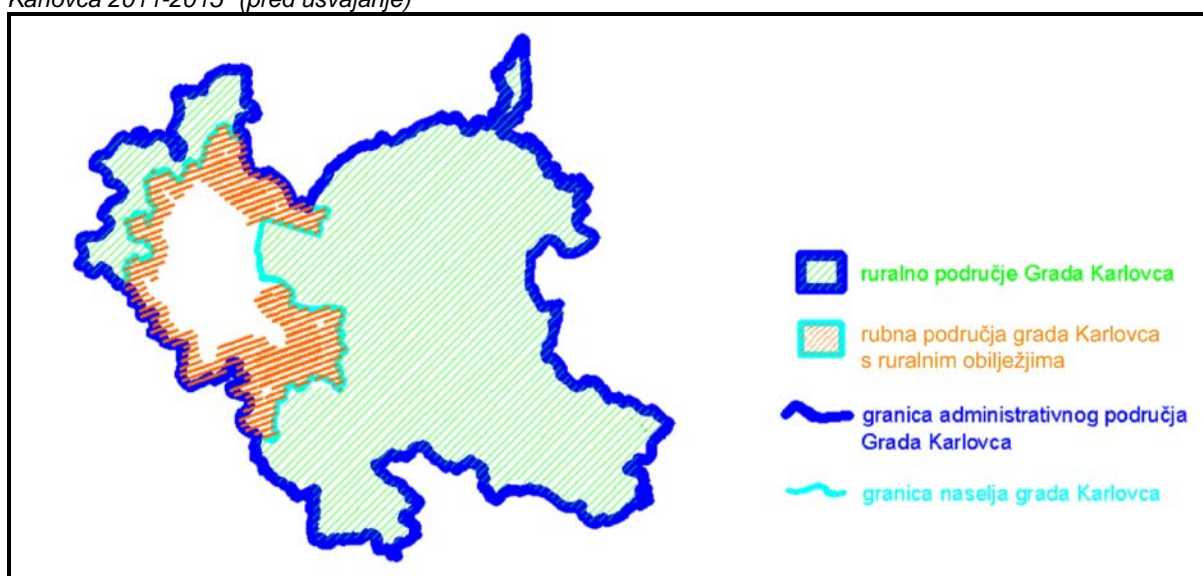 Karlovca 2011-2015" (pred usvajanje)
ruralno područje Grada Karlovca
rubna područja grada Karlovca
s ruralnim obilježjima
granica administrativnog područja
Grada Karlovca
granica naselja grada Karlovca